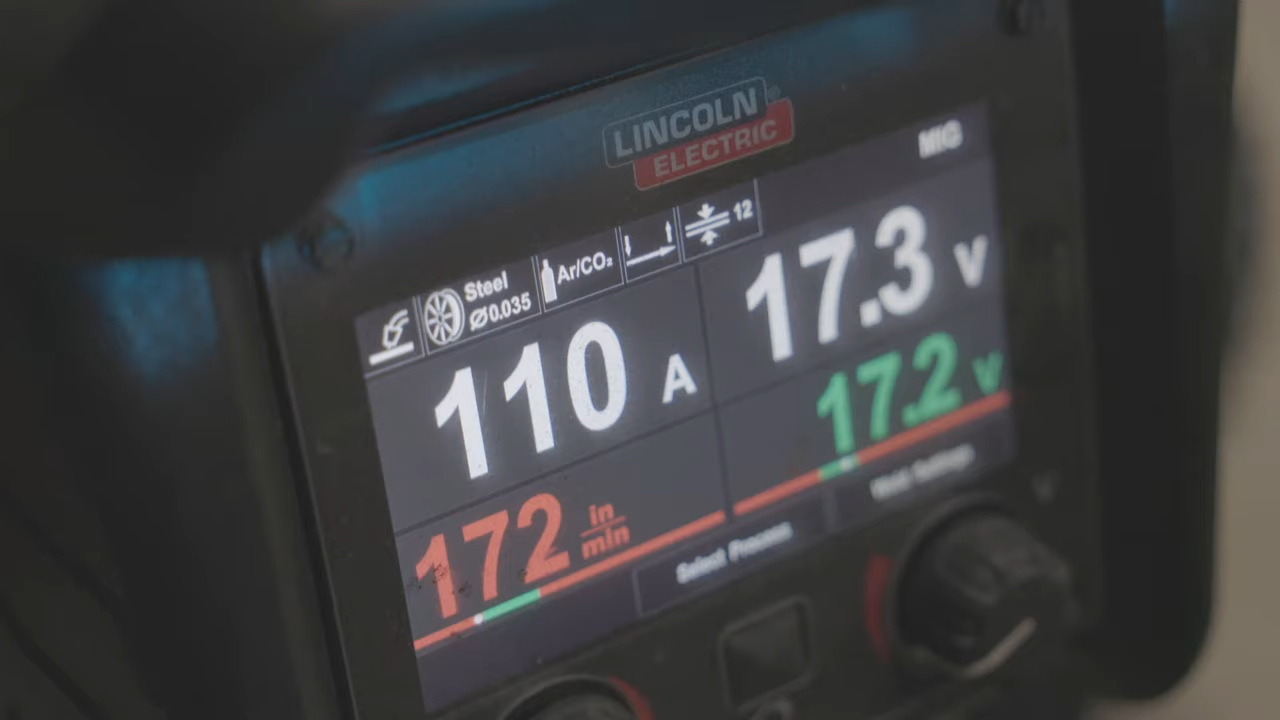 LINCOLN®
ELECTRIC
MIG
Steel
Ø0.035
Ar/CO₂
12
110 A
17.3 V
172 in/min
17.2 V
Select Process
Weld Settings
V